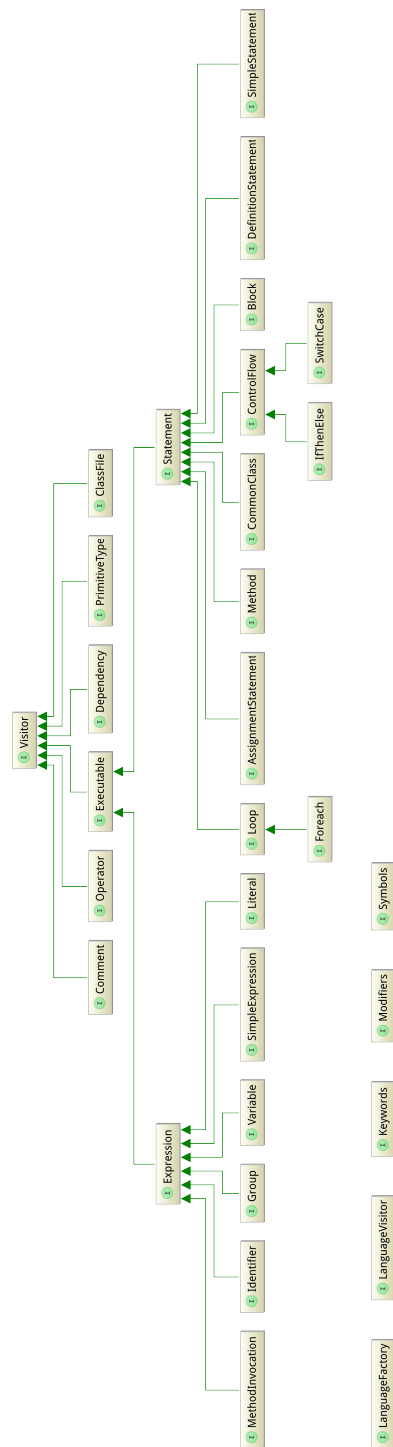 Visitor
Comment
Operator
Executable
Dependency
PrimitiveType
ClassFile
Expression
Statement
MethodInvocation
Identifier
Group
Variable
SimpleExpression
Literal
Loop
AssignmentStatement
Method
CommonClass
ControlFlow
Block
DefinitionStatement
SimpleStatement
Foreach
IfThenElse
SwitchCase
LanguageFactory
LanguageVisitor
Keywords
Modifiers
Symbols